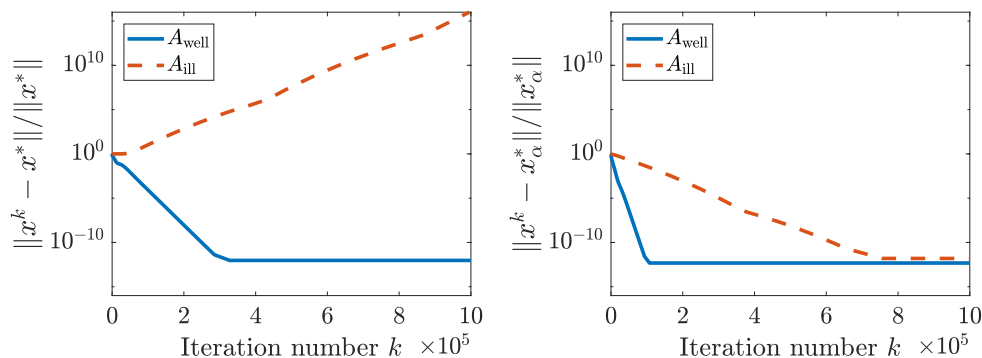 ‖x^k − x^*‖/‖x^*‖
10^10
10^0
10^−10
A_well
A_ill
0 2 4 6 8 10
Iteration number k ×10^5
‖x^k − x^*_α‖/‖x^*_α‖
10^10
10^0
10^−10
A_well
A_ill
0 2 4 6 8 10
Iteration number k ×10^5